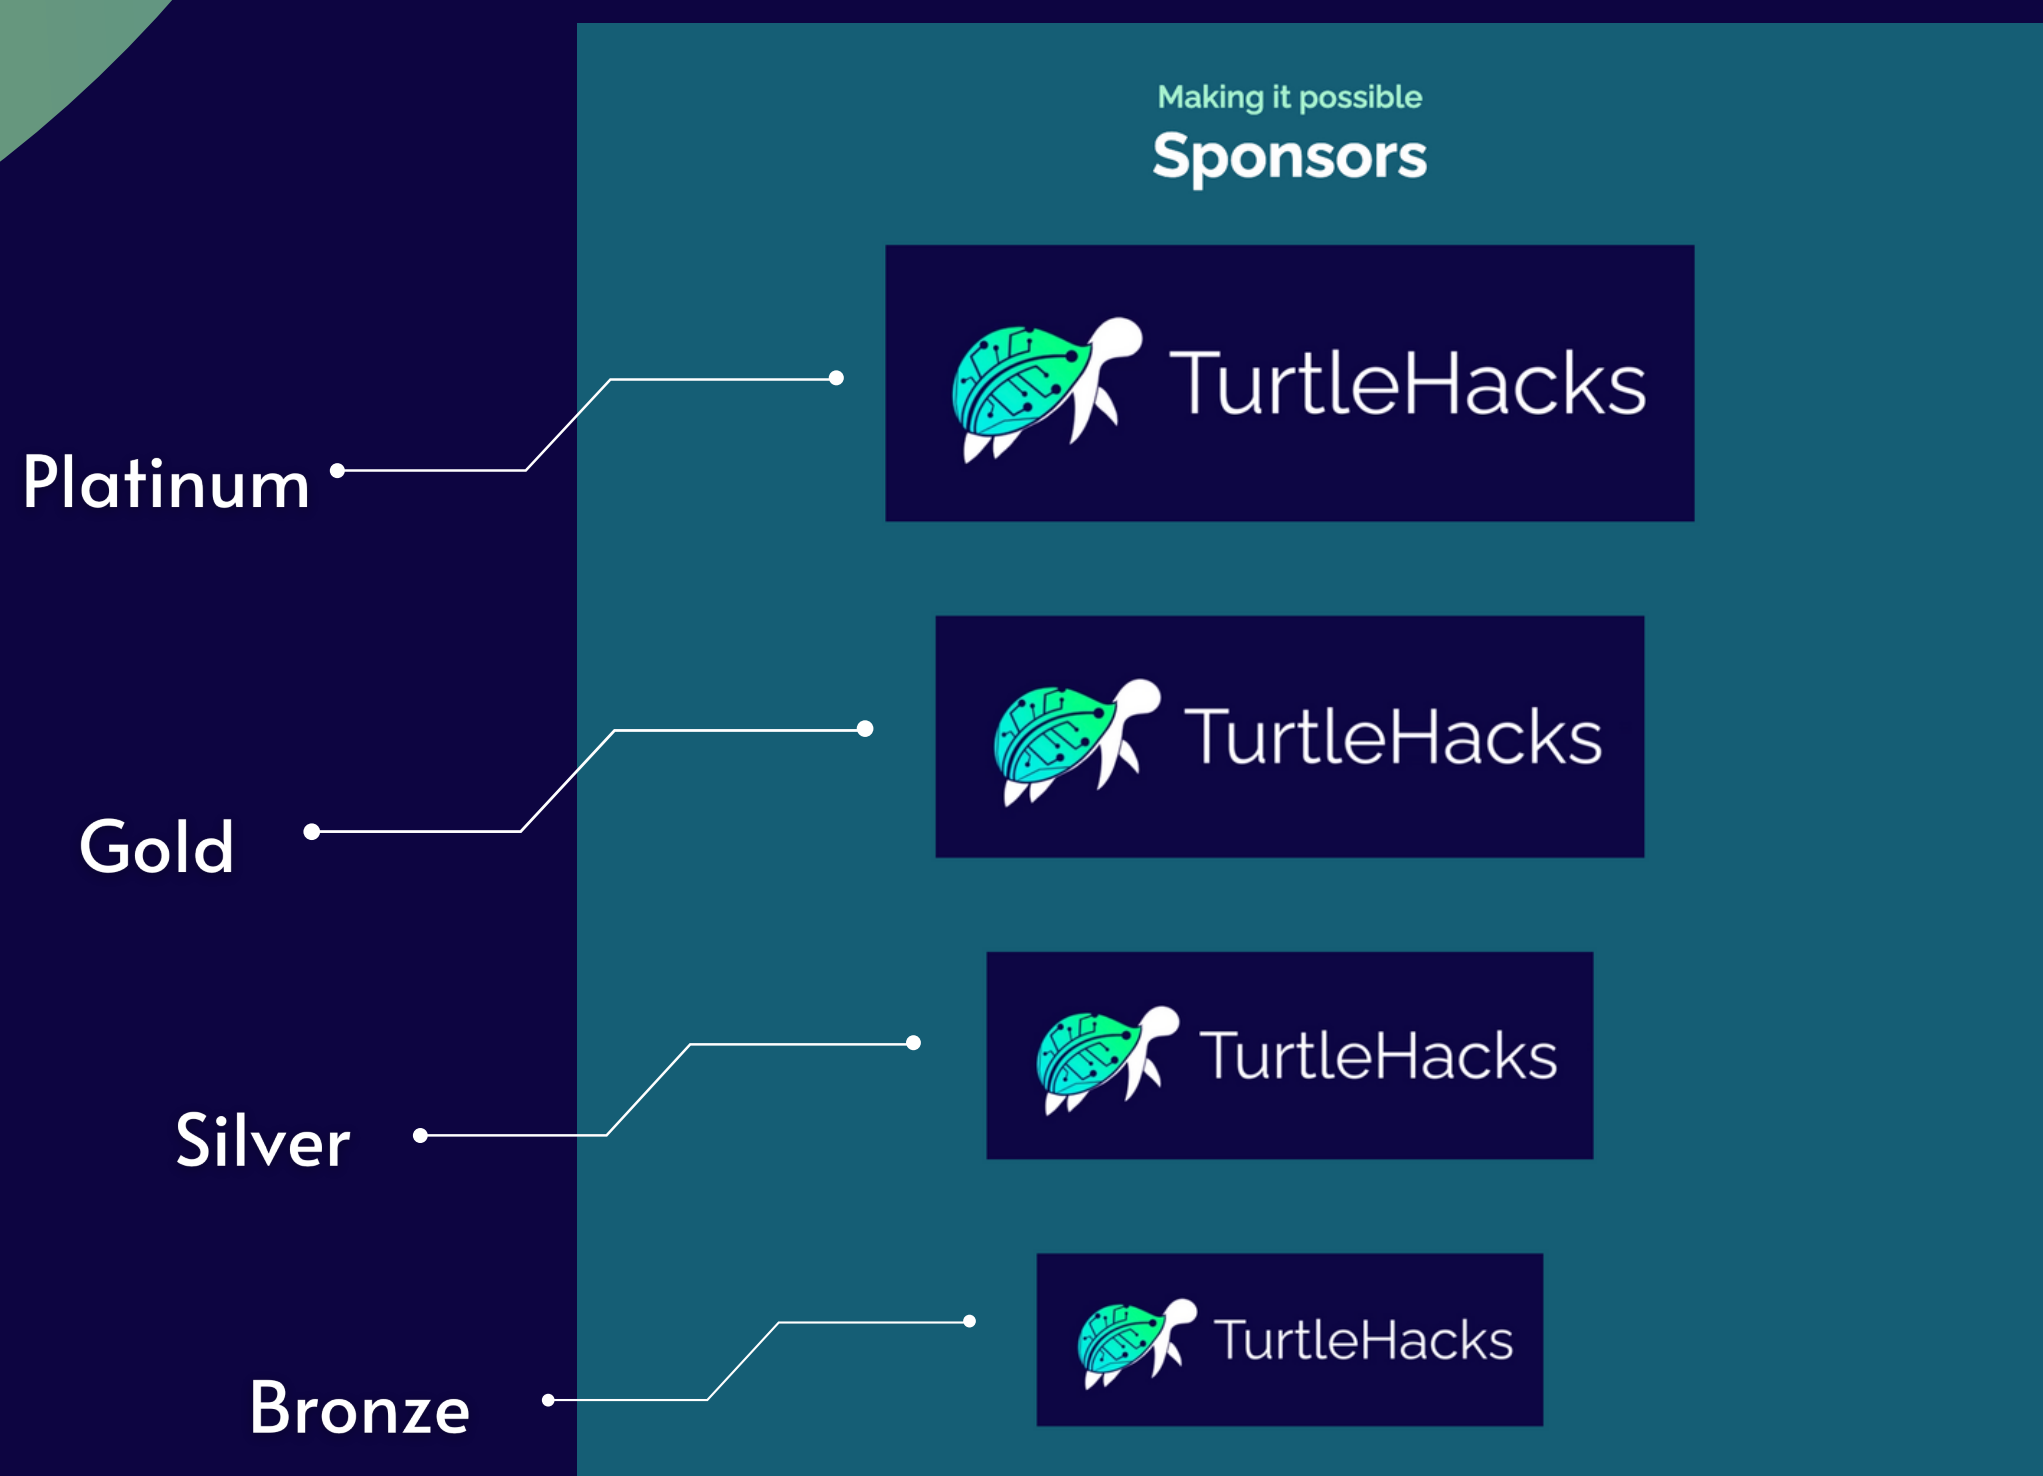 Making it possible
Sponsors
TurtleHacks
Platinum
TurtleHacks
Gold
TurtleHacks
Silver
TurtleHacks
Bronze